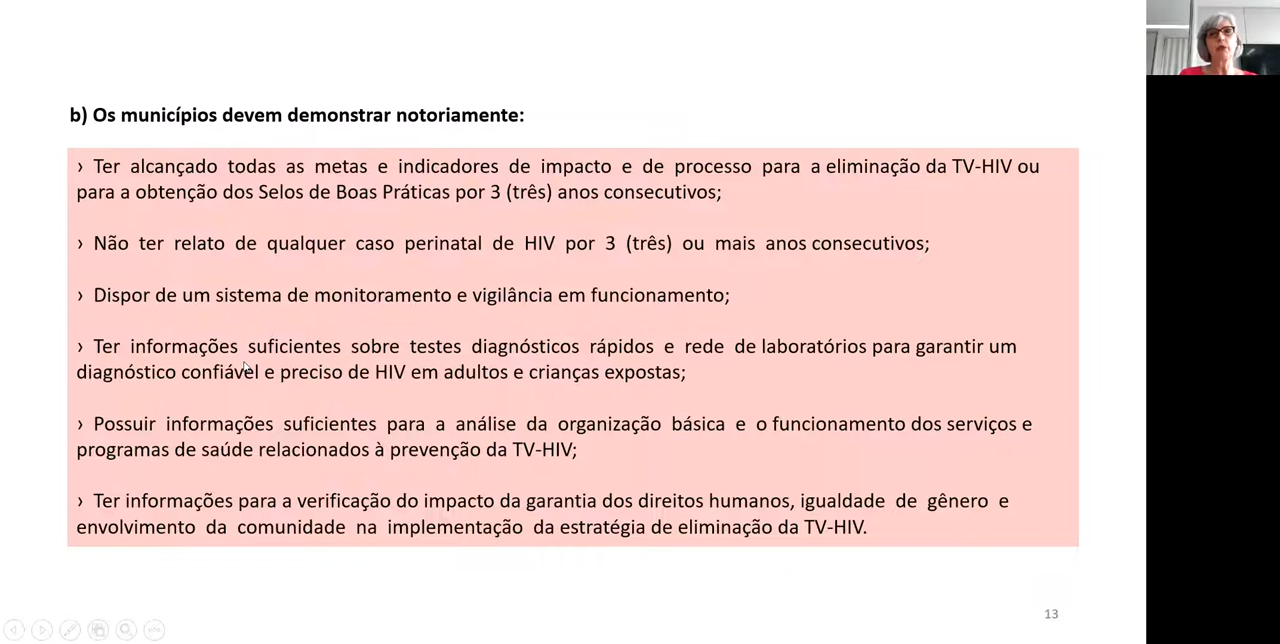 b) Os municípios devem demonstrar notoriamente:
› Ter alcançado todas as metas e indicadores de impacto e de processo para a eliminação da TV-HIV ou
para a obtenção dos Selos de Boas Práticas por 3 (três) anos consecutivos;
› Não ter relato de qualquer caso perinatal de HIV por 3 (três) ou mais anos consecutivos;
› Dispor de um sistema de monitoramento e vigilância em funcionamento;
› Ter informações suficientes sobre testes diagnósticos rápidos e rede de laboratórios para garantir um
diagnóstico confiável e preciso de HIV em adultos e crianças expostas;
› Possuir informações suficientes para a análise da organização básica e o funcionamento dos serviços e
programas de saúde relacionados à prevenção da TV-HIV;
› Ter informações para a verificação do impacto da garantia dos direitos humanos, igualdade de gênero e
envolvimento da comunidade na implementação da estratégia de eliminação da TV-HIV.
13